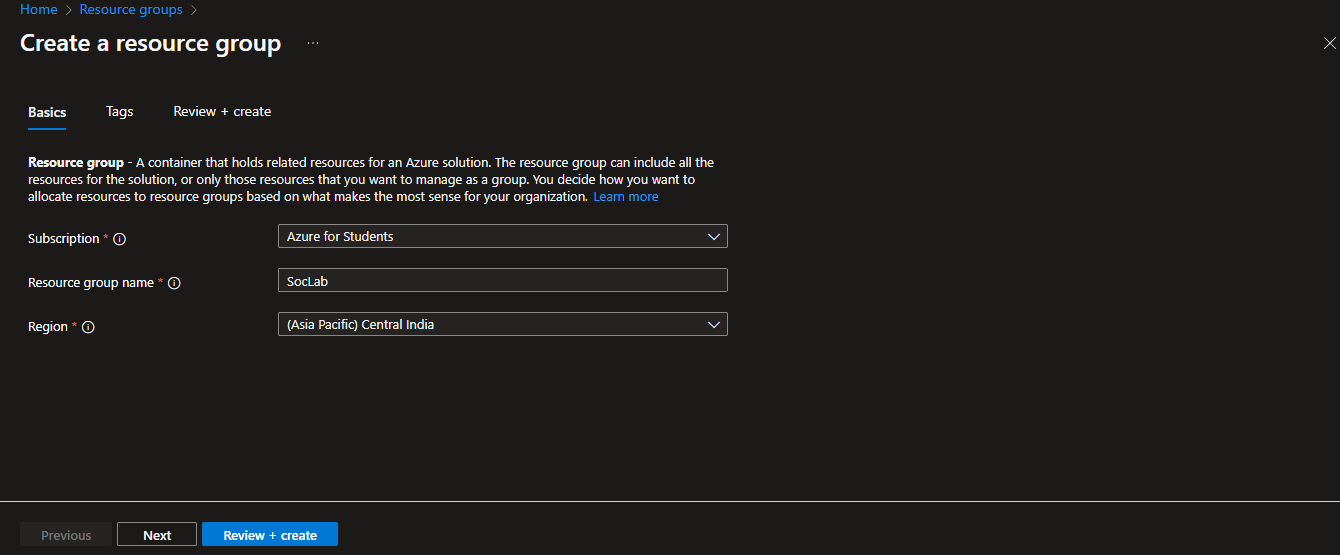 Home > Resource groups >
Create a resource group ...
Basics Tags Review + create
Resource group - A container that holds related resources for an Azure solution. The resource group can include all the
resources for the solution, or only those resources that you want to manage as a group. You decide how you want to
allocate resources to resource groups based on what makes the most sense for your organization. Learn more
Subscription * Azure for Students
Resource group name * SocLab
Region * (Asia Pacific) Central India
Previous Next Review + create